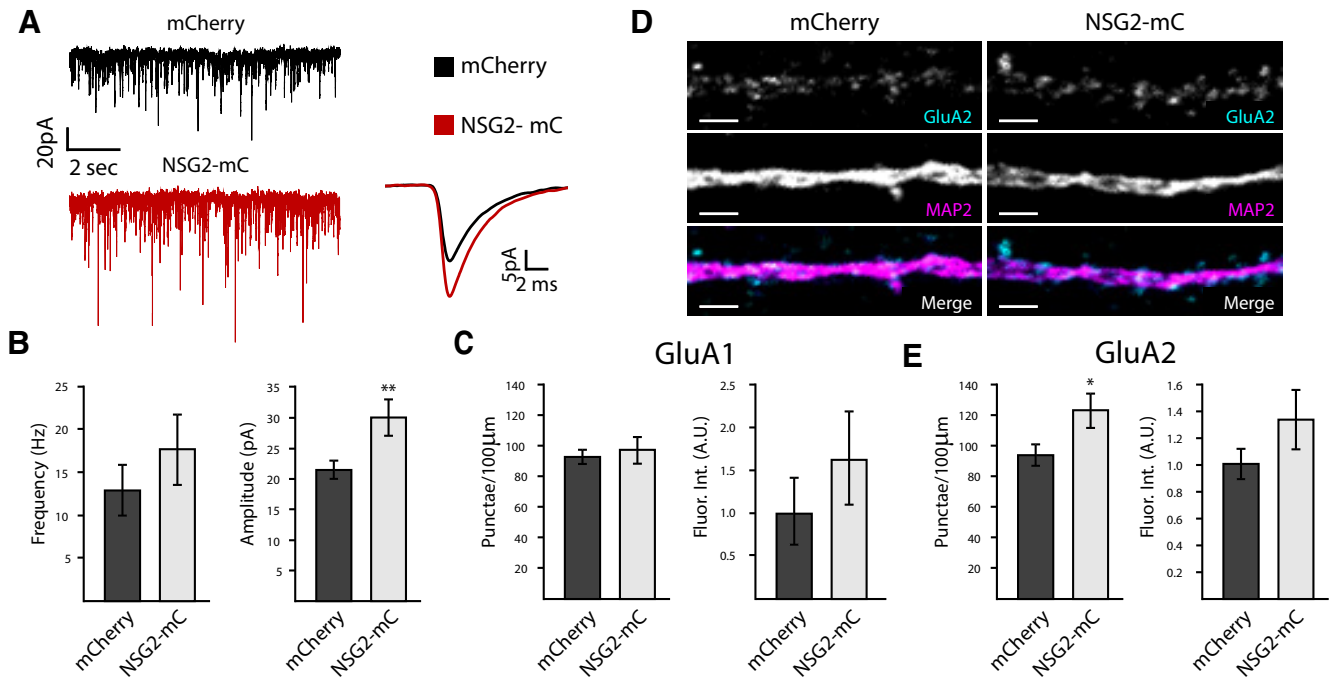 A
mCherry
20pA
2 sec
NSG2-mC
mCherry
NSG2- mC
5pA
2 ms
D
mCherry
NSG2-mC
GluA2
GluA2
MAP2
MAP2
Merge
Merge
B
Frequency (Hz)
25
20
15
10
5
mCherry
NSG2-mC
Amplitude (pA)
35
30
25
20
15
10
5
**
mCherry
NSG2-mC
C
GluA1
Punctae/100µm
140
120
100
80
60
40
20
mCherry
NSG2-mC
Fluor. Int. (A.U.)
2.5
2.0
1.5
1.0
0.5
mCherry
NSG2-mC
E
GluA2
Punctae/100µm
140
120
100
80
60
40
20
*
mCherry
NSG2-mC
Fluor. Int. (A.U.)
1.6
1.4
1.2
1.0
0.8
0.6
0.4
0.2
mCherry
NSG2-mC